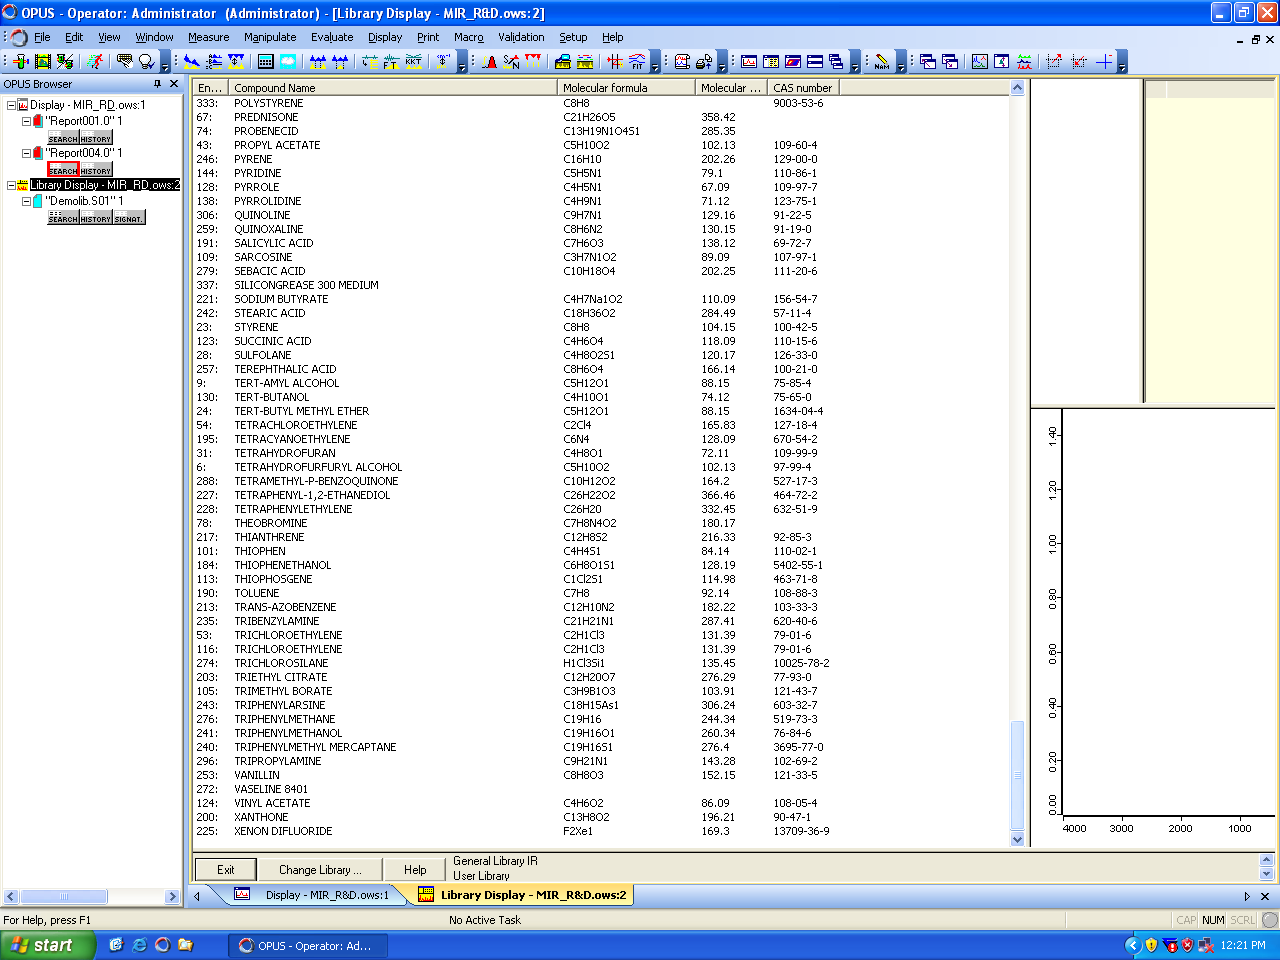 OPUS - Operator: Administrator  (Administrator) - [Library Display - MIR_R&D.ows:2]
File Edit View Window Measure Manipulate Evaluate Display Print Macro Validation Setup Help
OPUS Browser
Display - MIR_RD.ows:1
"Report001.0" 1
SEARCH HISTORY
"Report004.0" 1
SEARCH HISTORY
Library Display - MIR_RD.ows:2
"Demolib.S01" 1
SEARCH HISTORY SIGNAT.
En... Compound Name Molecular formula Molecular ... CAS number
333: POLYSTYRENE C8H8 9003-53-6
67: PREDNISONE C21H26O5 358.42
74: PROBENECID C13H19N1O4S1 285.35
43: PROPYL ACETATE C5H10O2 102.13 109-60-4
246: PYRENE C16H10 202.26 129-00-0
144: PYRIDINE C5H5N1 79.1 110-86-1
128: PYRROLE C4H5N1 67.09 109-97-7
138: PYRROLIDINE C4H9N1 71.12 123-75-1
306: QUINOLINE C9H7N1 129.16 91-22-5
259: QUINOXALINE C8H6N2 130.15 91-19-0
191: SALICYLIC ACID C7H6O3 138.12 69-72-7
109: SARCOSINE C3H7N1O2 89.09 107-97-1
279: SEBACIC ACID C10H18O4 202.25 111-20-6
337: SILICONGREASE 300 MEDIUM
221: SODIUM BUTYRATE C4H7Na1O2 110.09 156-54-7
242: STEARIC ACID C18H36O2 284.49 57-11-4
23: STYRENE C8H8 104.15 100-42-5
123: SUCCINIC ACID C4H6O4 118.09 110-15-6
28: SULFOLANE C4H8O2S1 120.17 126-33-0
257: TEREPHTHALIC ACID C8H6O4 166.14 100-21-0
9: TERT-AMYL ALCOHOL C5H12O1 88.15 75-85-4
130: TERT-BUTANOL C4H10O1 74.12 75-65-0
24: TERT-BUTYL METHYL ETHER C5H12O1 88.15 1634-04-4
54: TETRACHLOROETHYLENE C2Cl4 165.83 127-18-4
195: TETRACYANOETHYLENE C6N4 128.09 670-54-2
31: TETRAHYDROFURAN C4H8O1 72.11 109-99-9
6: TETRAHYDROFURFURYL ALCOHOL C5H10O2 102.13 97-99-4
288: TETRAMETHYL-P-BENZOQUINONE C10H12O2 164.2 527-17-3
227: TETRAPHENYL-1,2-ETHANEDIOL C26H22O2 366.46 464-72-2
228: TETRAPHENYLETHYLENE C26H20 332.45 632-51-9
78: THEOBROMINE C7H8N4O2 180.17
217: THIANTHRENE C12H8S2 216.33 92-85-3
101: THIOPHEN C4H4S1 84.14 110-02-1
184: THIOPHENETHANOL C6H8O1S1 128.19 5402-55-1
113: THIOPHOSGENE C1Cl2S1 114.98 463-71-8
190: TOLUENE C7H8 92.14 108-88-3
213: TRANS-AZOBENZENE C12H10N2 182.22 103-33-3
235: TRIBENZYLAMINE C21H21N1 287.41 620-40-6
53: TRICHLOROETHYLENE C2H1Cl3 131.39 79-01-6
116: TRICHLOROETHYLENE C2H1Cl3 131.39 79-01-6
274: TRICHLOROSILANE H1Cl3Si1 135.45 10025-78-2
203: TRIETHYL CITRATE C12H20O7 276.29 77-93-0
105: TRIMETHYL BORATE C3H9B1O3 103.91 121-43-7
243: TRIPHENYLARSINE C18H15As1 306.24 603-32-7
276: TRIPHENYLMETHANE C19H16 244.34 519-73-3
241: TRIPHENYLMETHANOL C19H16O1 260.34 76-84-6
240: TRIPHENYLMETHYL MERCAPTANE C19H16S1 276.4 3695-77-0
296: TRIPROPYLAMINE C9H21N1 143.28 102-69-2
253: VANILLIN C8H8O3 152.15 121-33-5
272: VASELINE 8401
124: VINYL ACETATE C4H6O2 86.09 108-05-4
200: XANTHONE C13H8O2 196.21 90-47-1
225: XENON DIFLUORIDE F2Xe1 169.3 13709-36-9
1.40
1.20
1.00
0.80
0.60
0.40
0.20
0.00
4000 3000 2000 1000
Exit Change Library ... Help
General Library IR
User Library
Display - MIR_R&D.ows:1 Library Display - MIR_R&D.ows:2
For Help, press F1 No Active Task CAP NUM SCRL
start OPUS - Operator: Ad... 12:21 PM